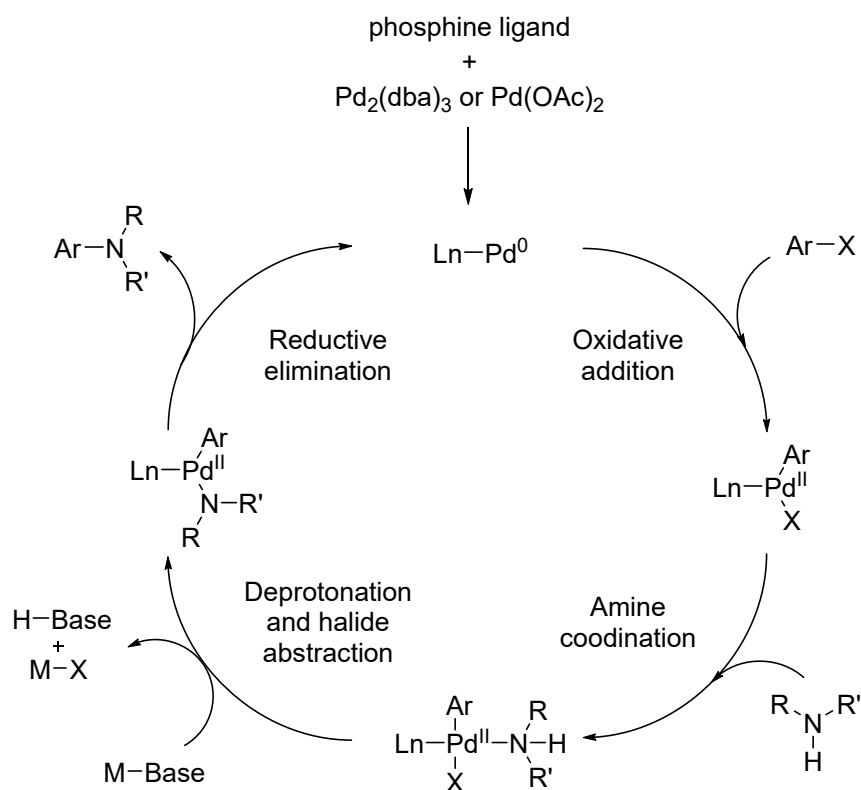 phosphine ligand
+
Pd₂(dba)₃ or Pd(OAc)₂
R
Ar–N
R'
Ln–Pd⁰
Ar–X
Reductive
elimination
Oxidative
addition
Ar
Ln–Pdᴵᴵ
N–R'
R
Ar
Ln–Pdᴵᴵ
X
Deprotonation
and halide
abstraction
Amine
coodination
H–Base
+
M–X
M–Base
Ar
R
Ln–Pdᴵᴵ–N–H
X
R'
R
R'
N
H